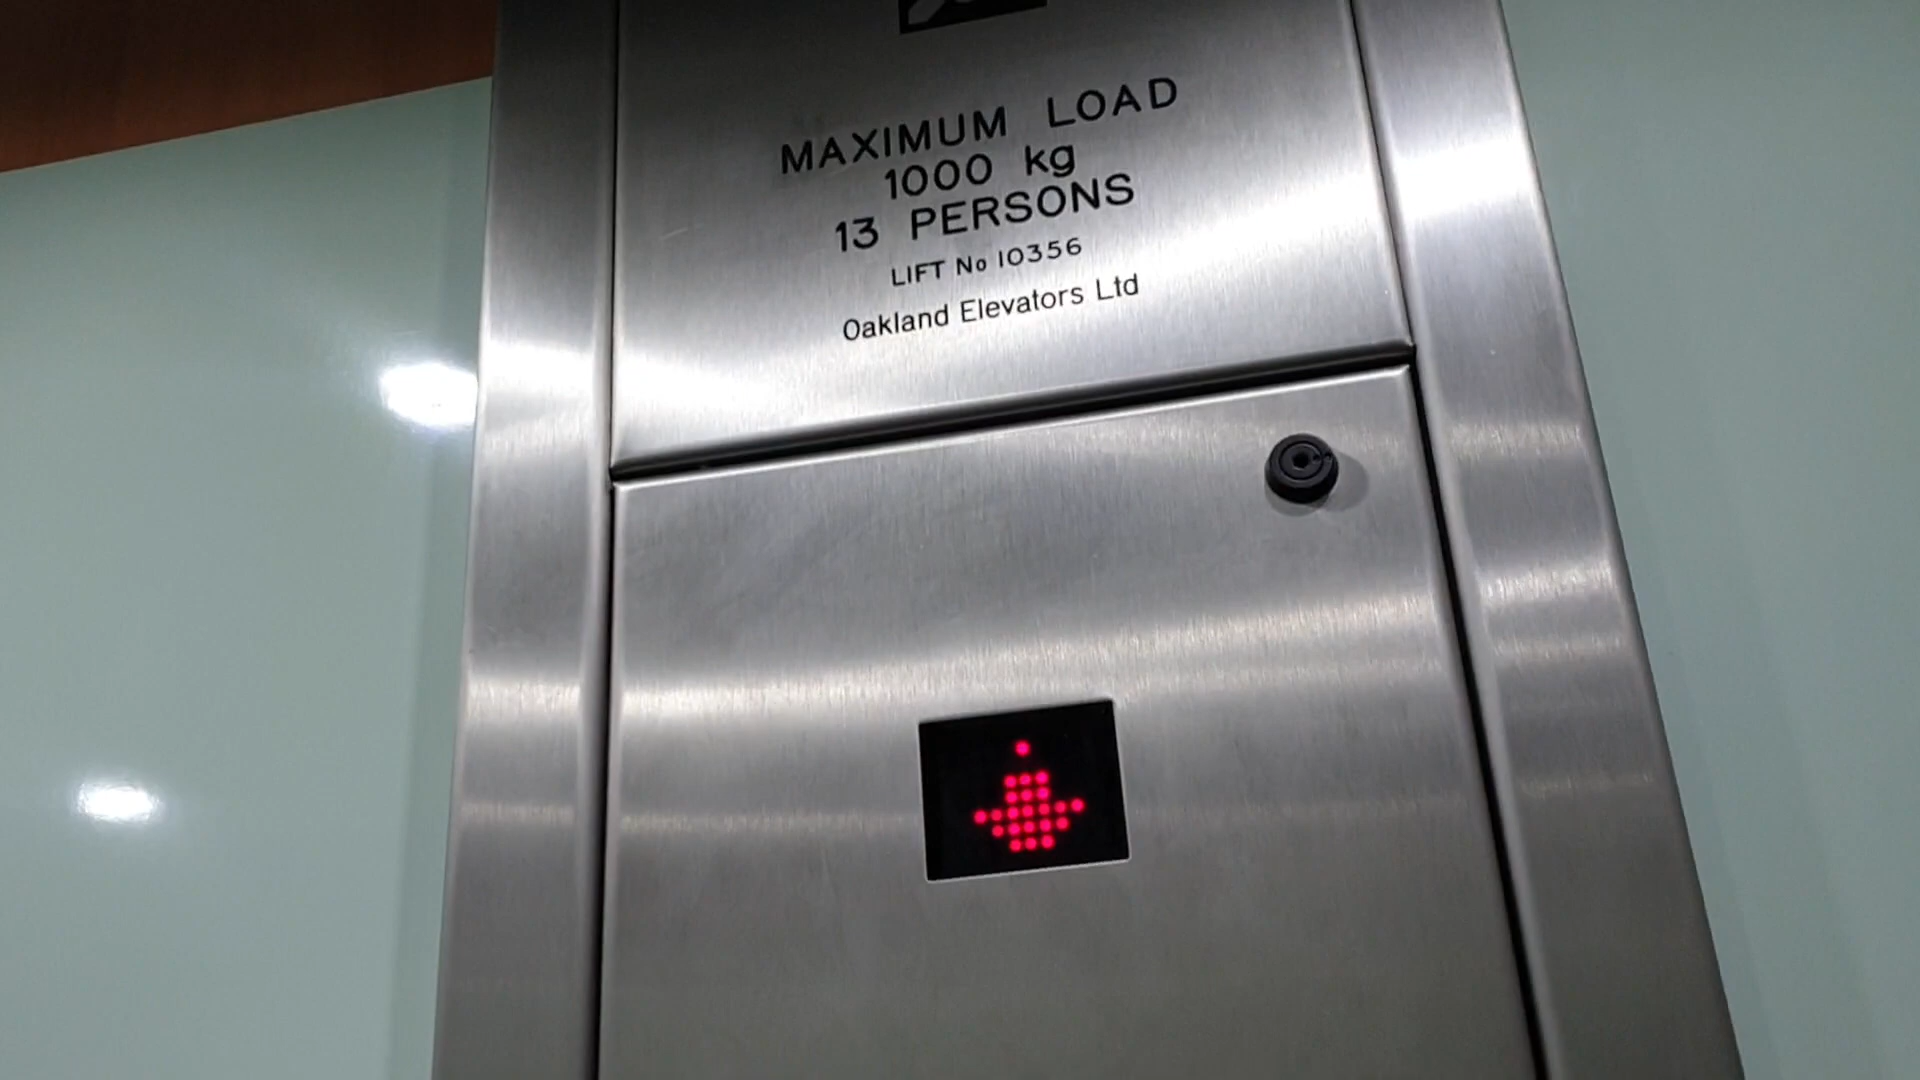 MAXIMUM LOAD
1000 kg
13 PERSONS
LIFT No 10356
Oakland Elevators Ltd